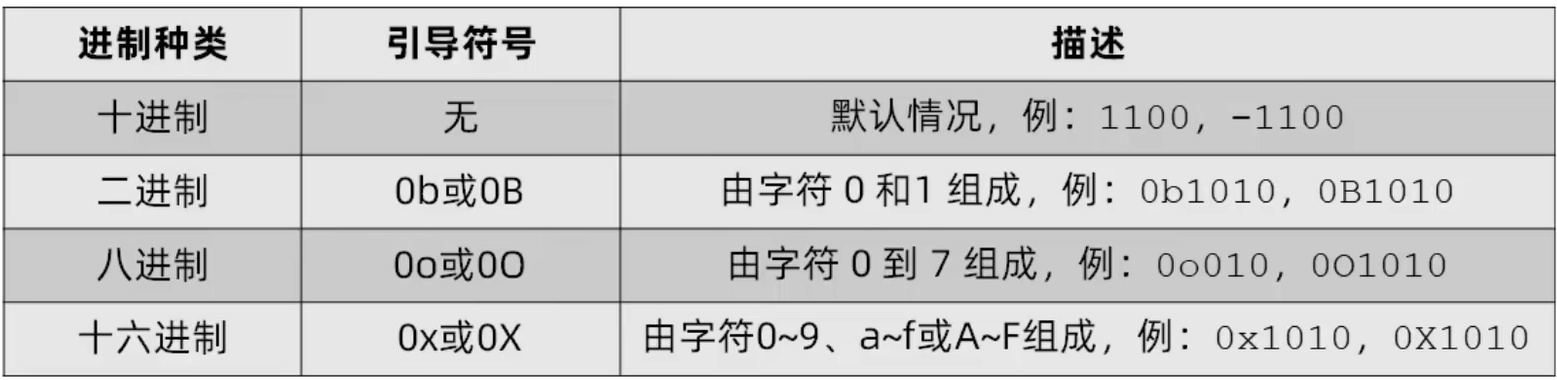 进制种类 引导符号 描述
十进制 无 默认情况，例：1100，-1100
二进制 0b或0B 由字符 0 和1 组成，例：0b1010，0B1010
八进制 0o或0O 由字符 0 到 7 组成，例：0o010，0O1010
十六进制 0x或0X 由字符0~9、a~f或A~F组成，例：0x1010，0X1010